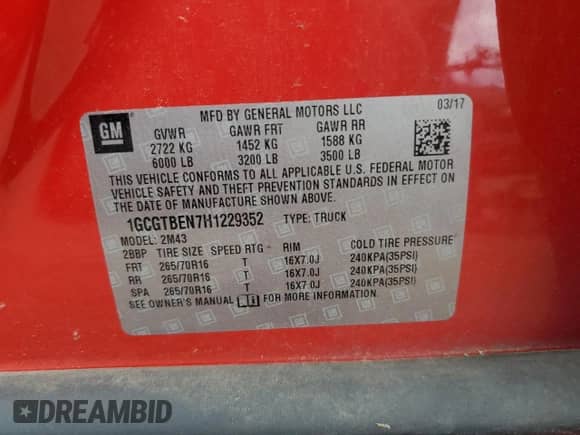 GM
MFD BY GENERAL MOTORS LLC 03/17
GVWR GAWR FRT GAWR RR
2722 KG 1452 KG 1588 KG
6000 LB 3200 LB 3500 LB
THIS VEHICLE CONFORMS TO ALL APPLICABLE U.S. FEDERAL MOTOR
VEHICLE SAFETY AND THEFT PREVENTION STANDARDS IN EFFECT ON
THE DATE OF MANUFACTURE SHOWN ABOVE.
1GCGTBEN7H1229352 TYPE: TRUCK
MODEL: 2M43
2BBP TIRE SIZE SPEED RTG RIM COLD TIRE PRESSURE
FRT 265/70R16 T 16X7.0J 240KPA(35PSI)
RR 265/70R16 T 16X7.0J 240KPA(35PSI)
SPA 265/70R16 T 16X7.0J 240KPA(35PSI)
SEE OWNER'S MANUAL FOR MORE INFORMATION.
DREAMBID